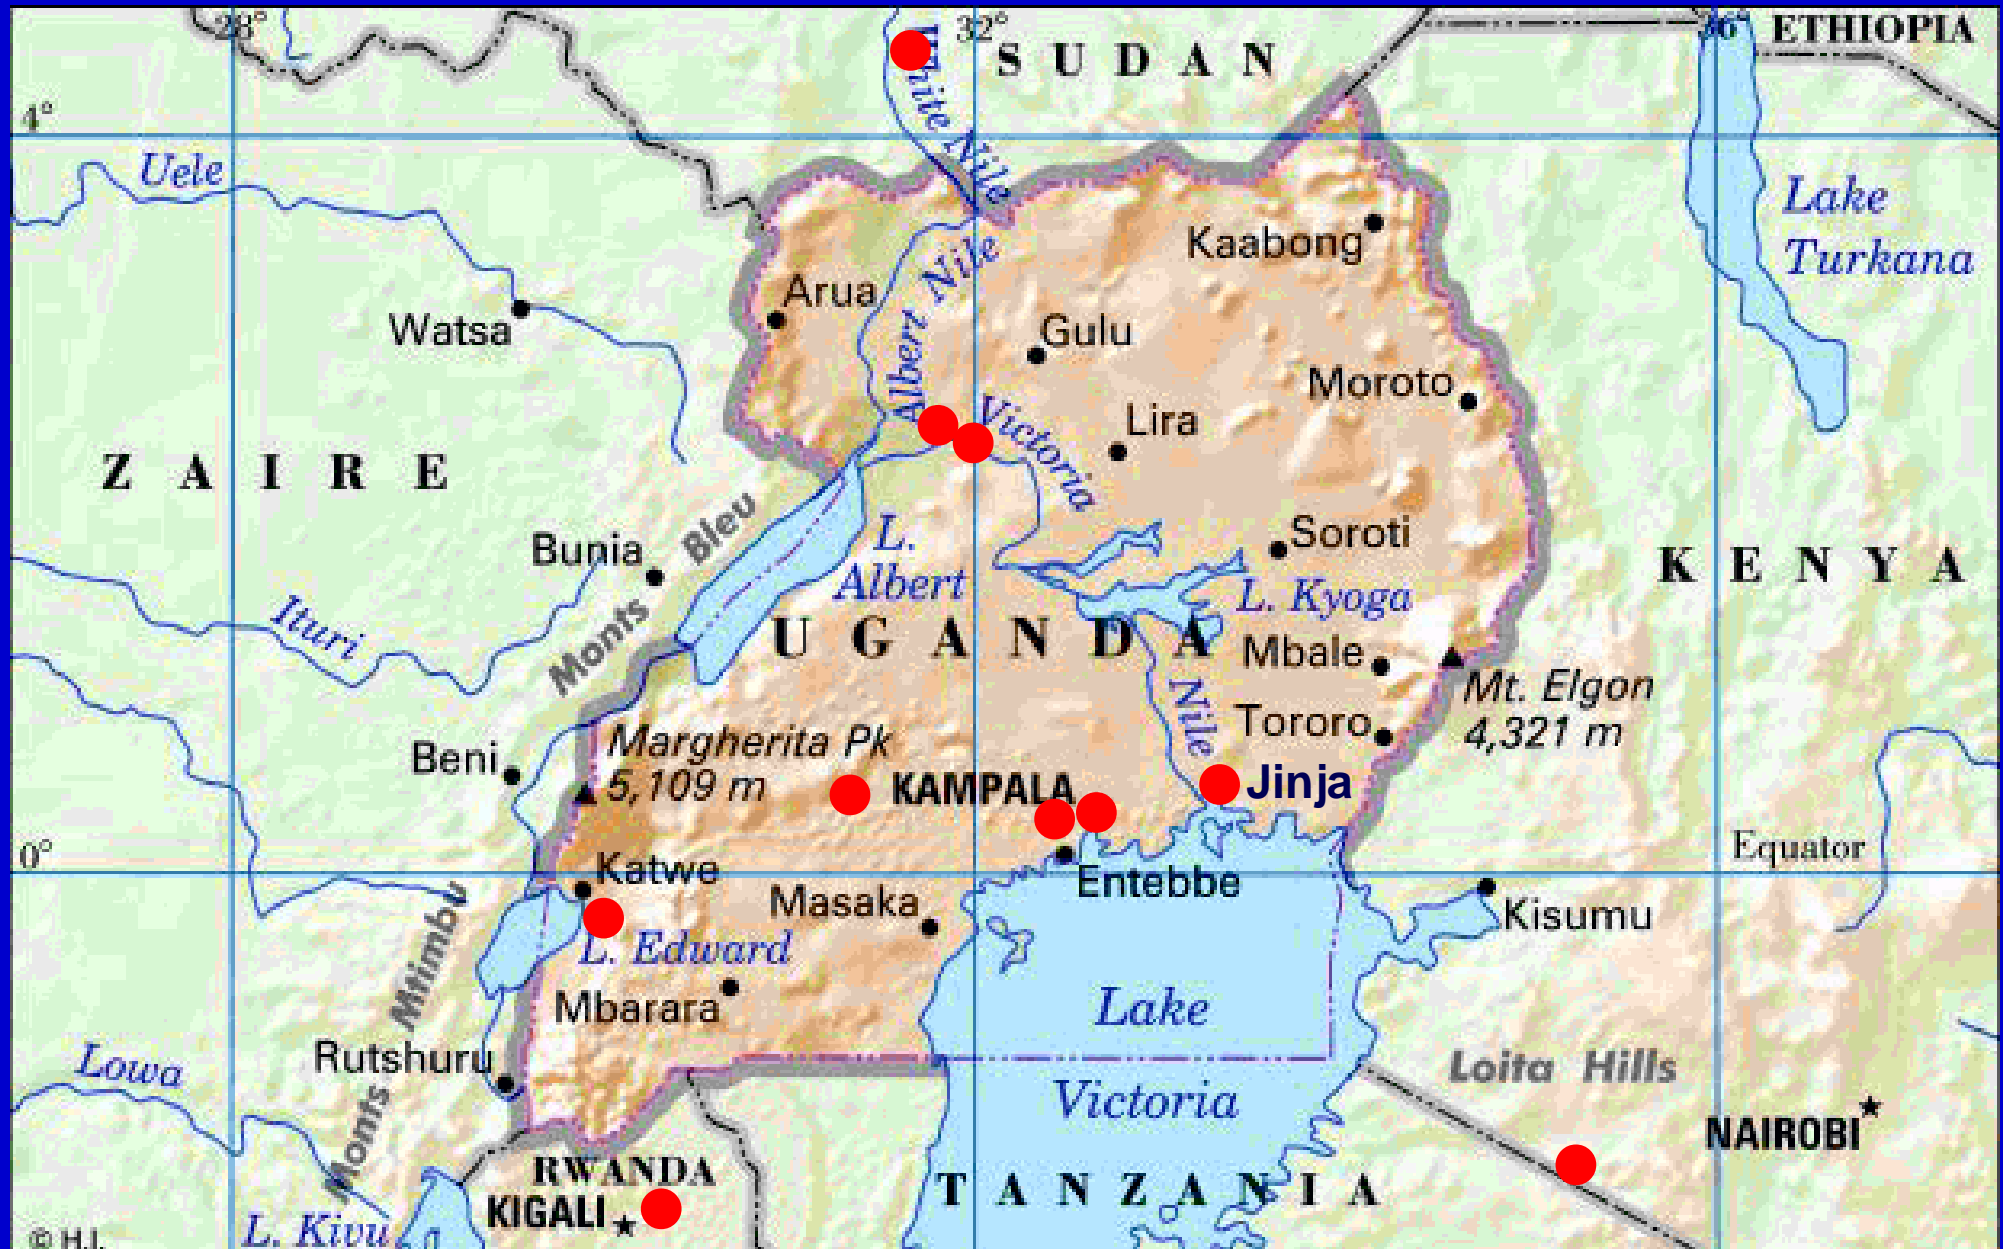 28°
32°
36°
ETHIOPIA
SUDAN
4°
White Nile
Uele
Lake
Turkana
Kaabong
Nile
Arua
Watsa
Gulu
Albert
Moroto
Victoria
Lira
ZAIRE
Bleu
Soroti
Bunia
L.
Albert
KENYA
L. Kyoga
Ituri
Monts
UGANDA
Mbale
Mt. Elgon
4,321 m
Nile
Tororo
Margherita Pk
5,109 m
Beni
KAMPALA
Jinja
0°
Equator
Katwe
Entebbe
Masaka
Kisumu
L. Edward
Mtimbu
Mbarara
Lake
Rutshuru
Lowa
Loita Hills
Victoria
Monts
NAIROBI
RWANDA
TANZANIA
KIGALI
L. Kivu
© H.I.